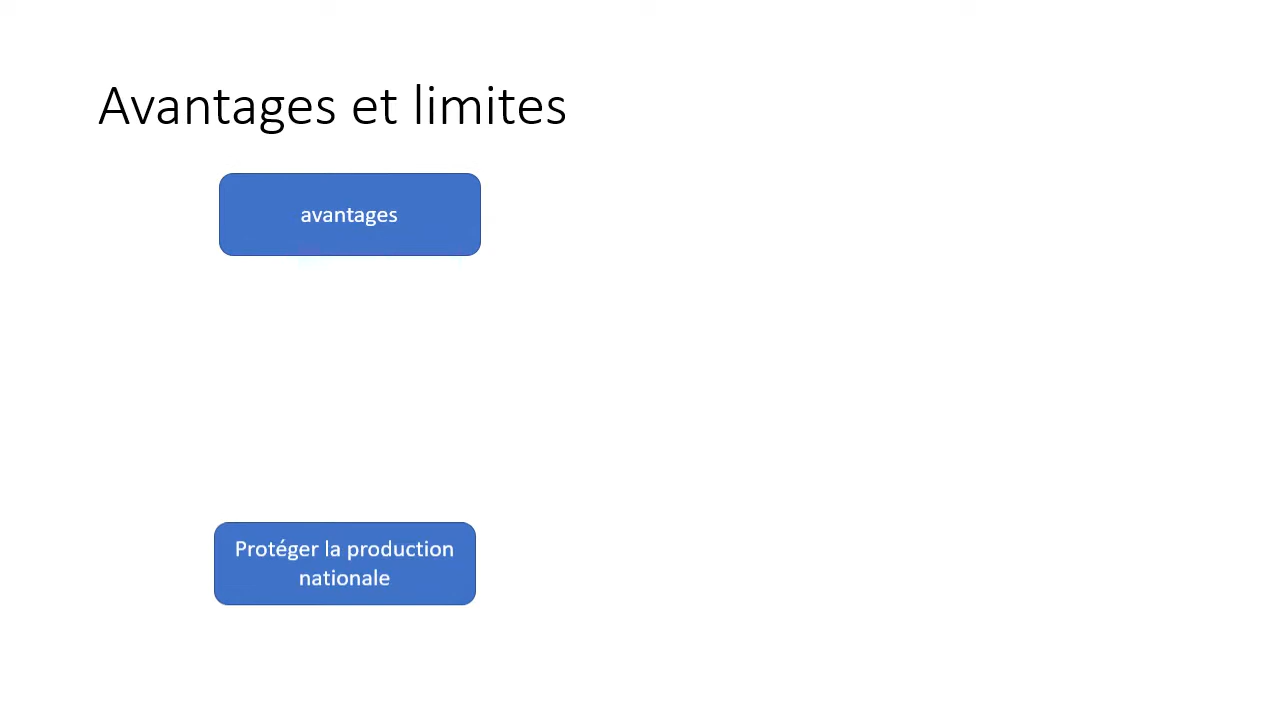 Avantages et limites
avantages
Protéger la production
nationale